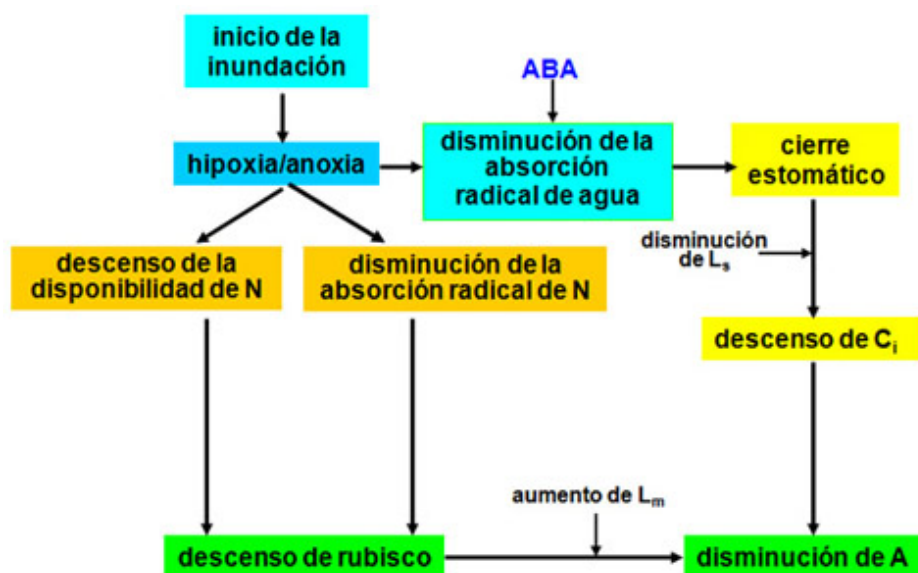 inicio de la
inundación
ABA
hipoxia/anoxia
disminución de la
absorción
radical de agua
cierre
estomático
disminución
de Ls
descenso de la
disponibilidad de N
disminución de la
absorción radical de N
descenso de Ci
aumento de Lm
descenso de rubisco
disminución de A